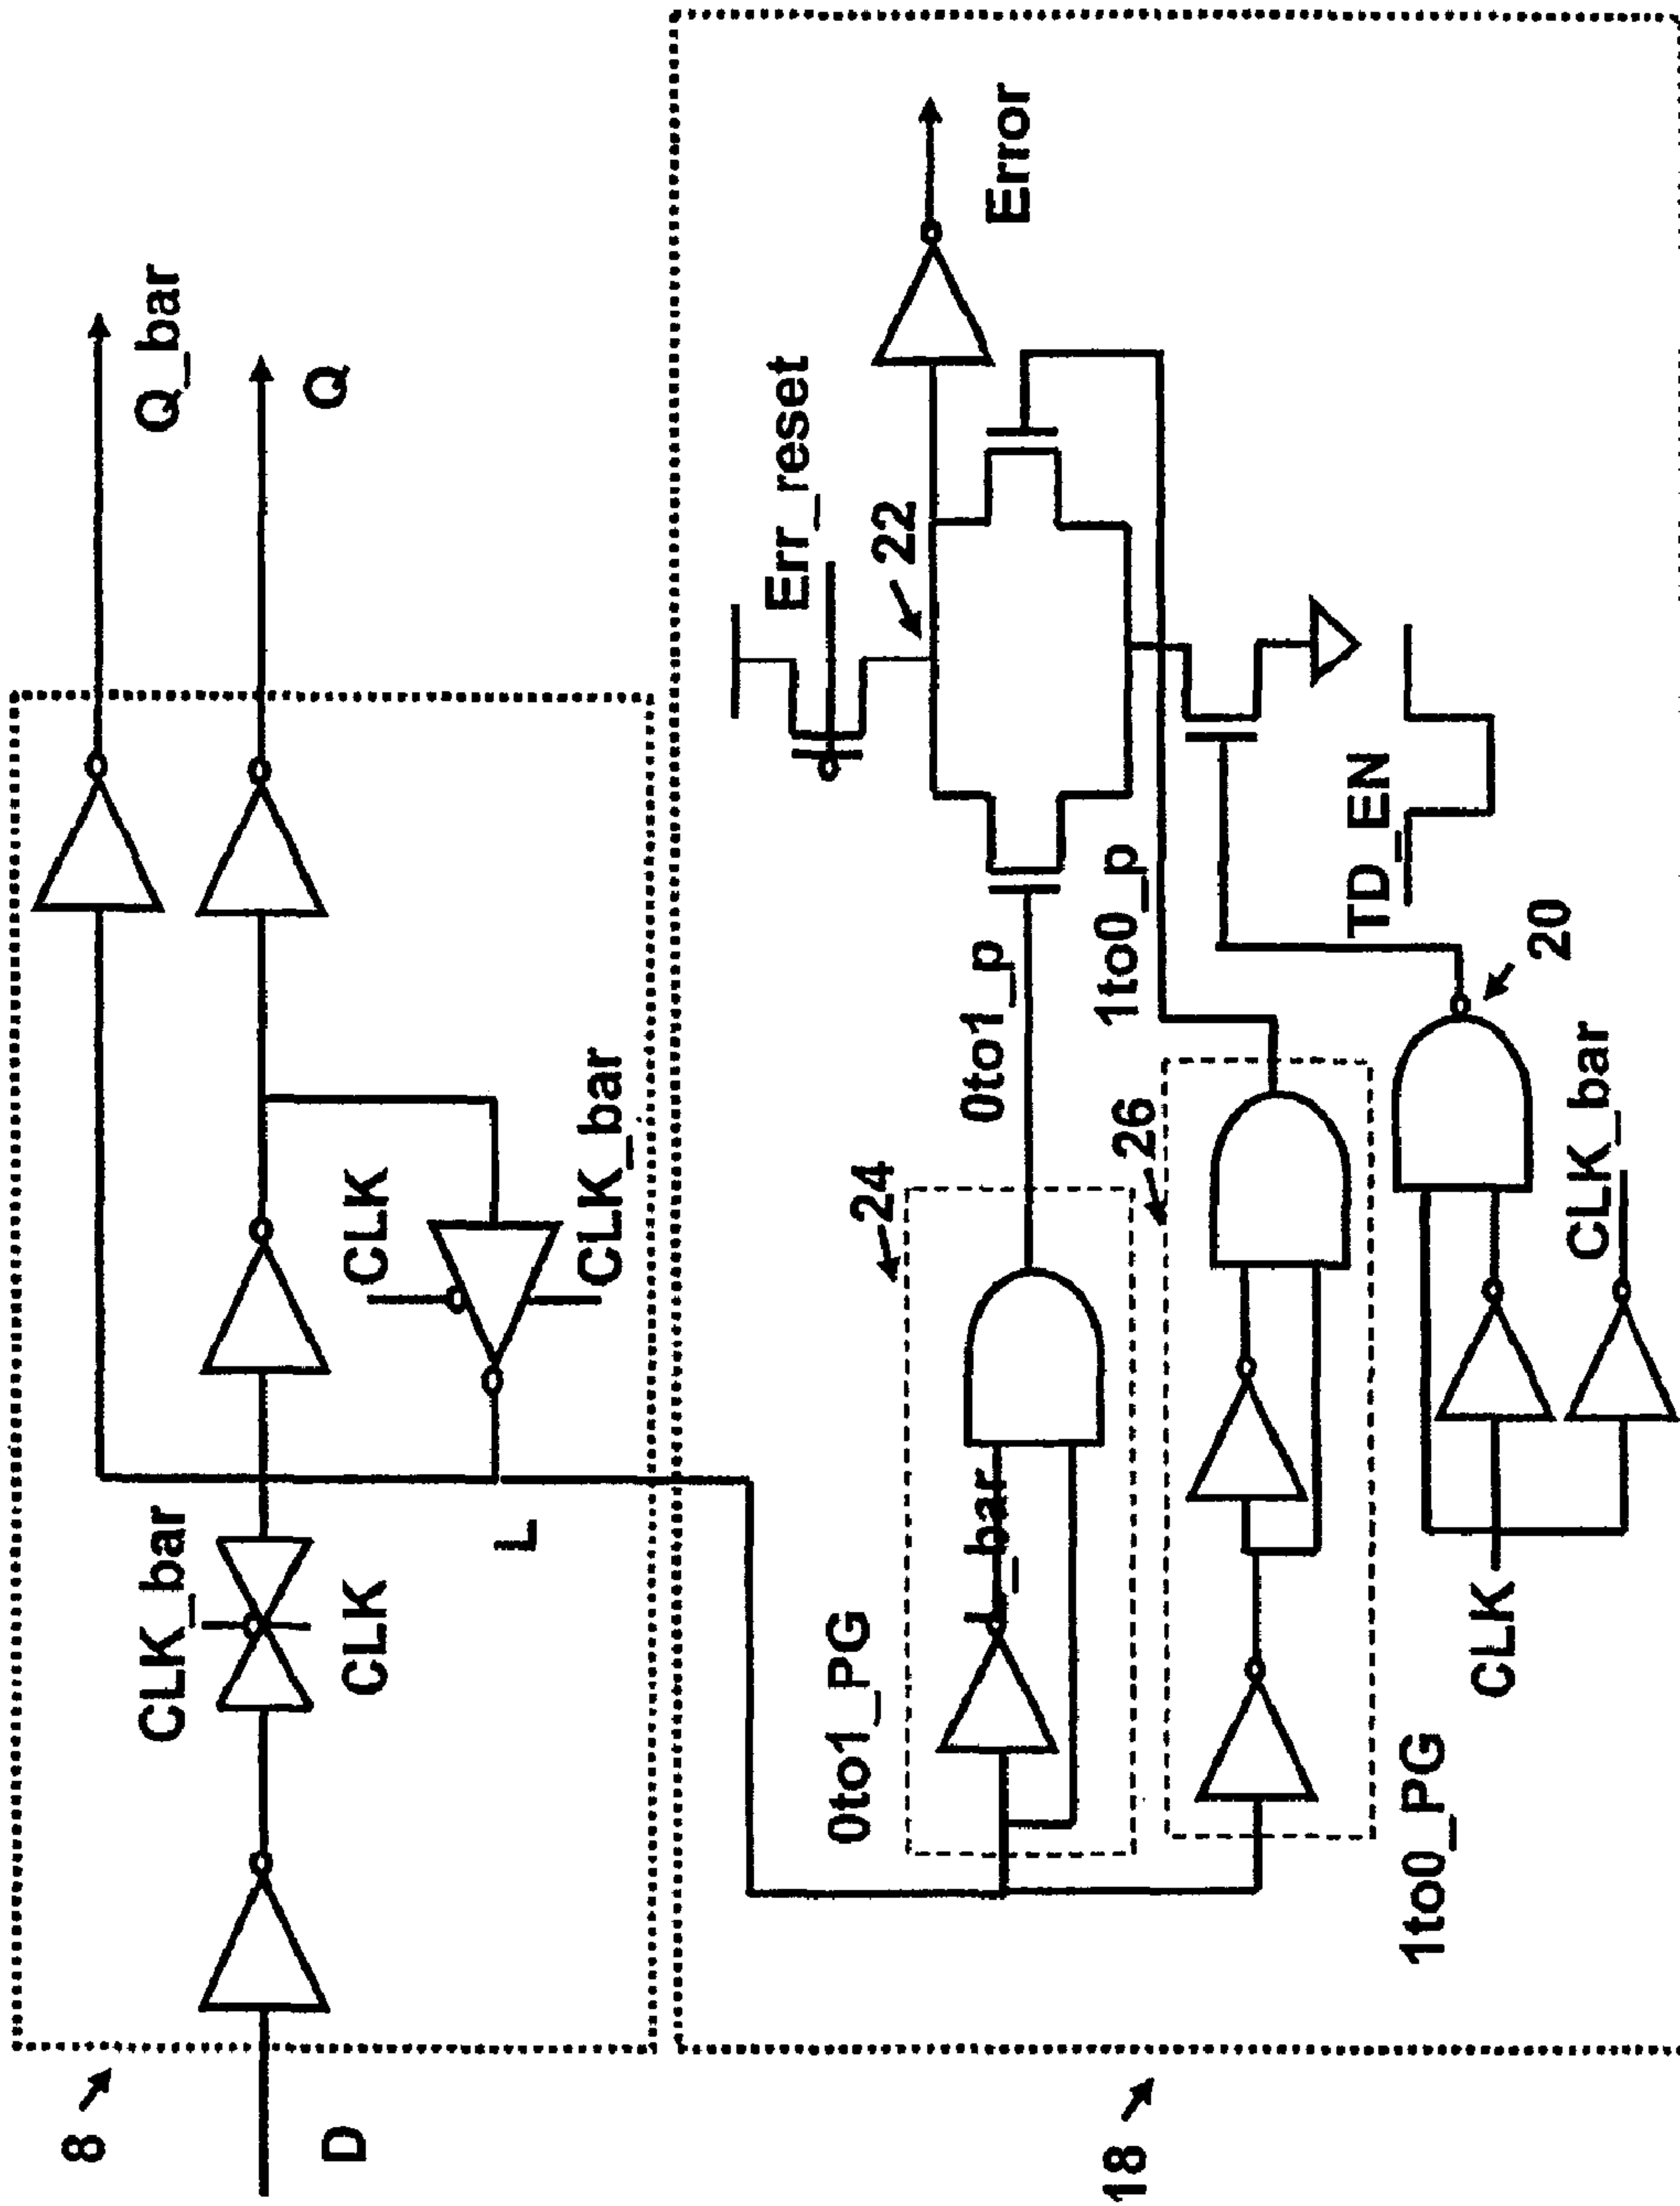 8
D
CLK_bar
CLK
L
CLK
CLK_bar
Q_bar
Q
18
0to1_PG
L_bar
24
0to1_p
Err_reset
22
Error
1to0_PG
26
1to0_p
CLK
CLK_bar
20
TD_EN